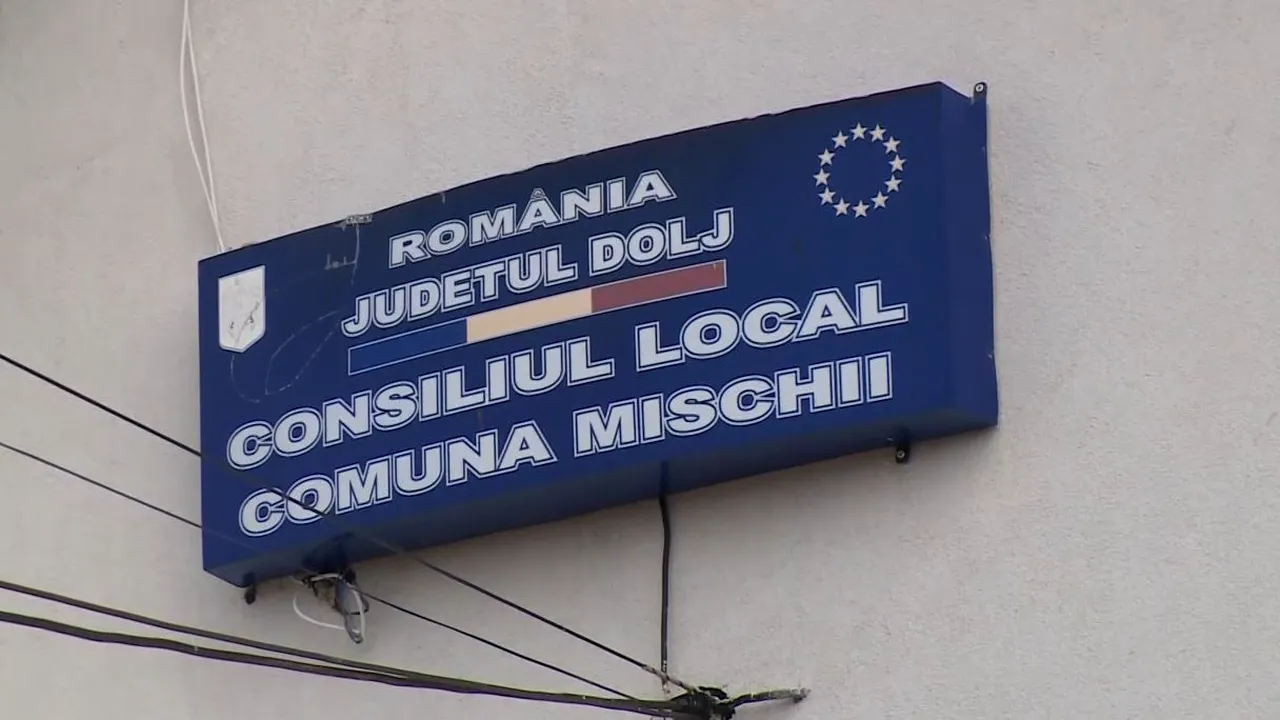 ROMÂNIA
JUDETUL DOLJ
CONSILIUL LOCAL
COMUNA MISCHII